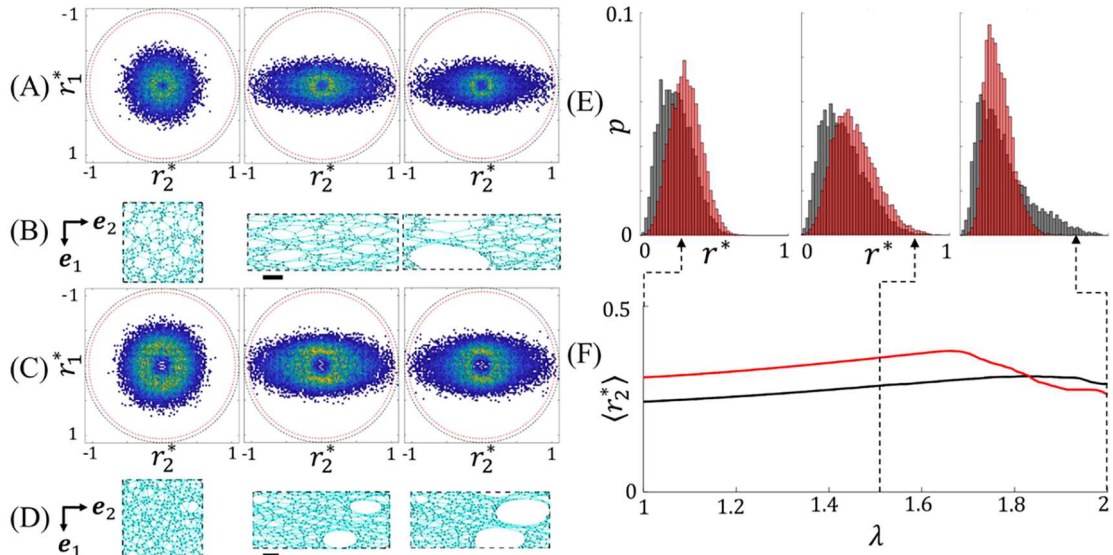 (A)
-1
r₁*
1
-1 r₂* 1
-1 r₂* 1
-1 r₂* 1
(B)
e₂
e₁
(C)
-1
r₁*
1
-1 r₂* 1
-1 r₂* 1
-1 r₂* 1
(D)
e₂
e₁
(E)
0.1
p
0
0 r* 1
0 r* 1
(F)
0.5
⟨r₂*⟩
0
1 1.2 1.4 1.6 1.8 2
λ